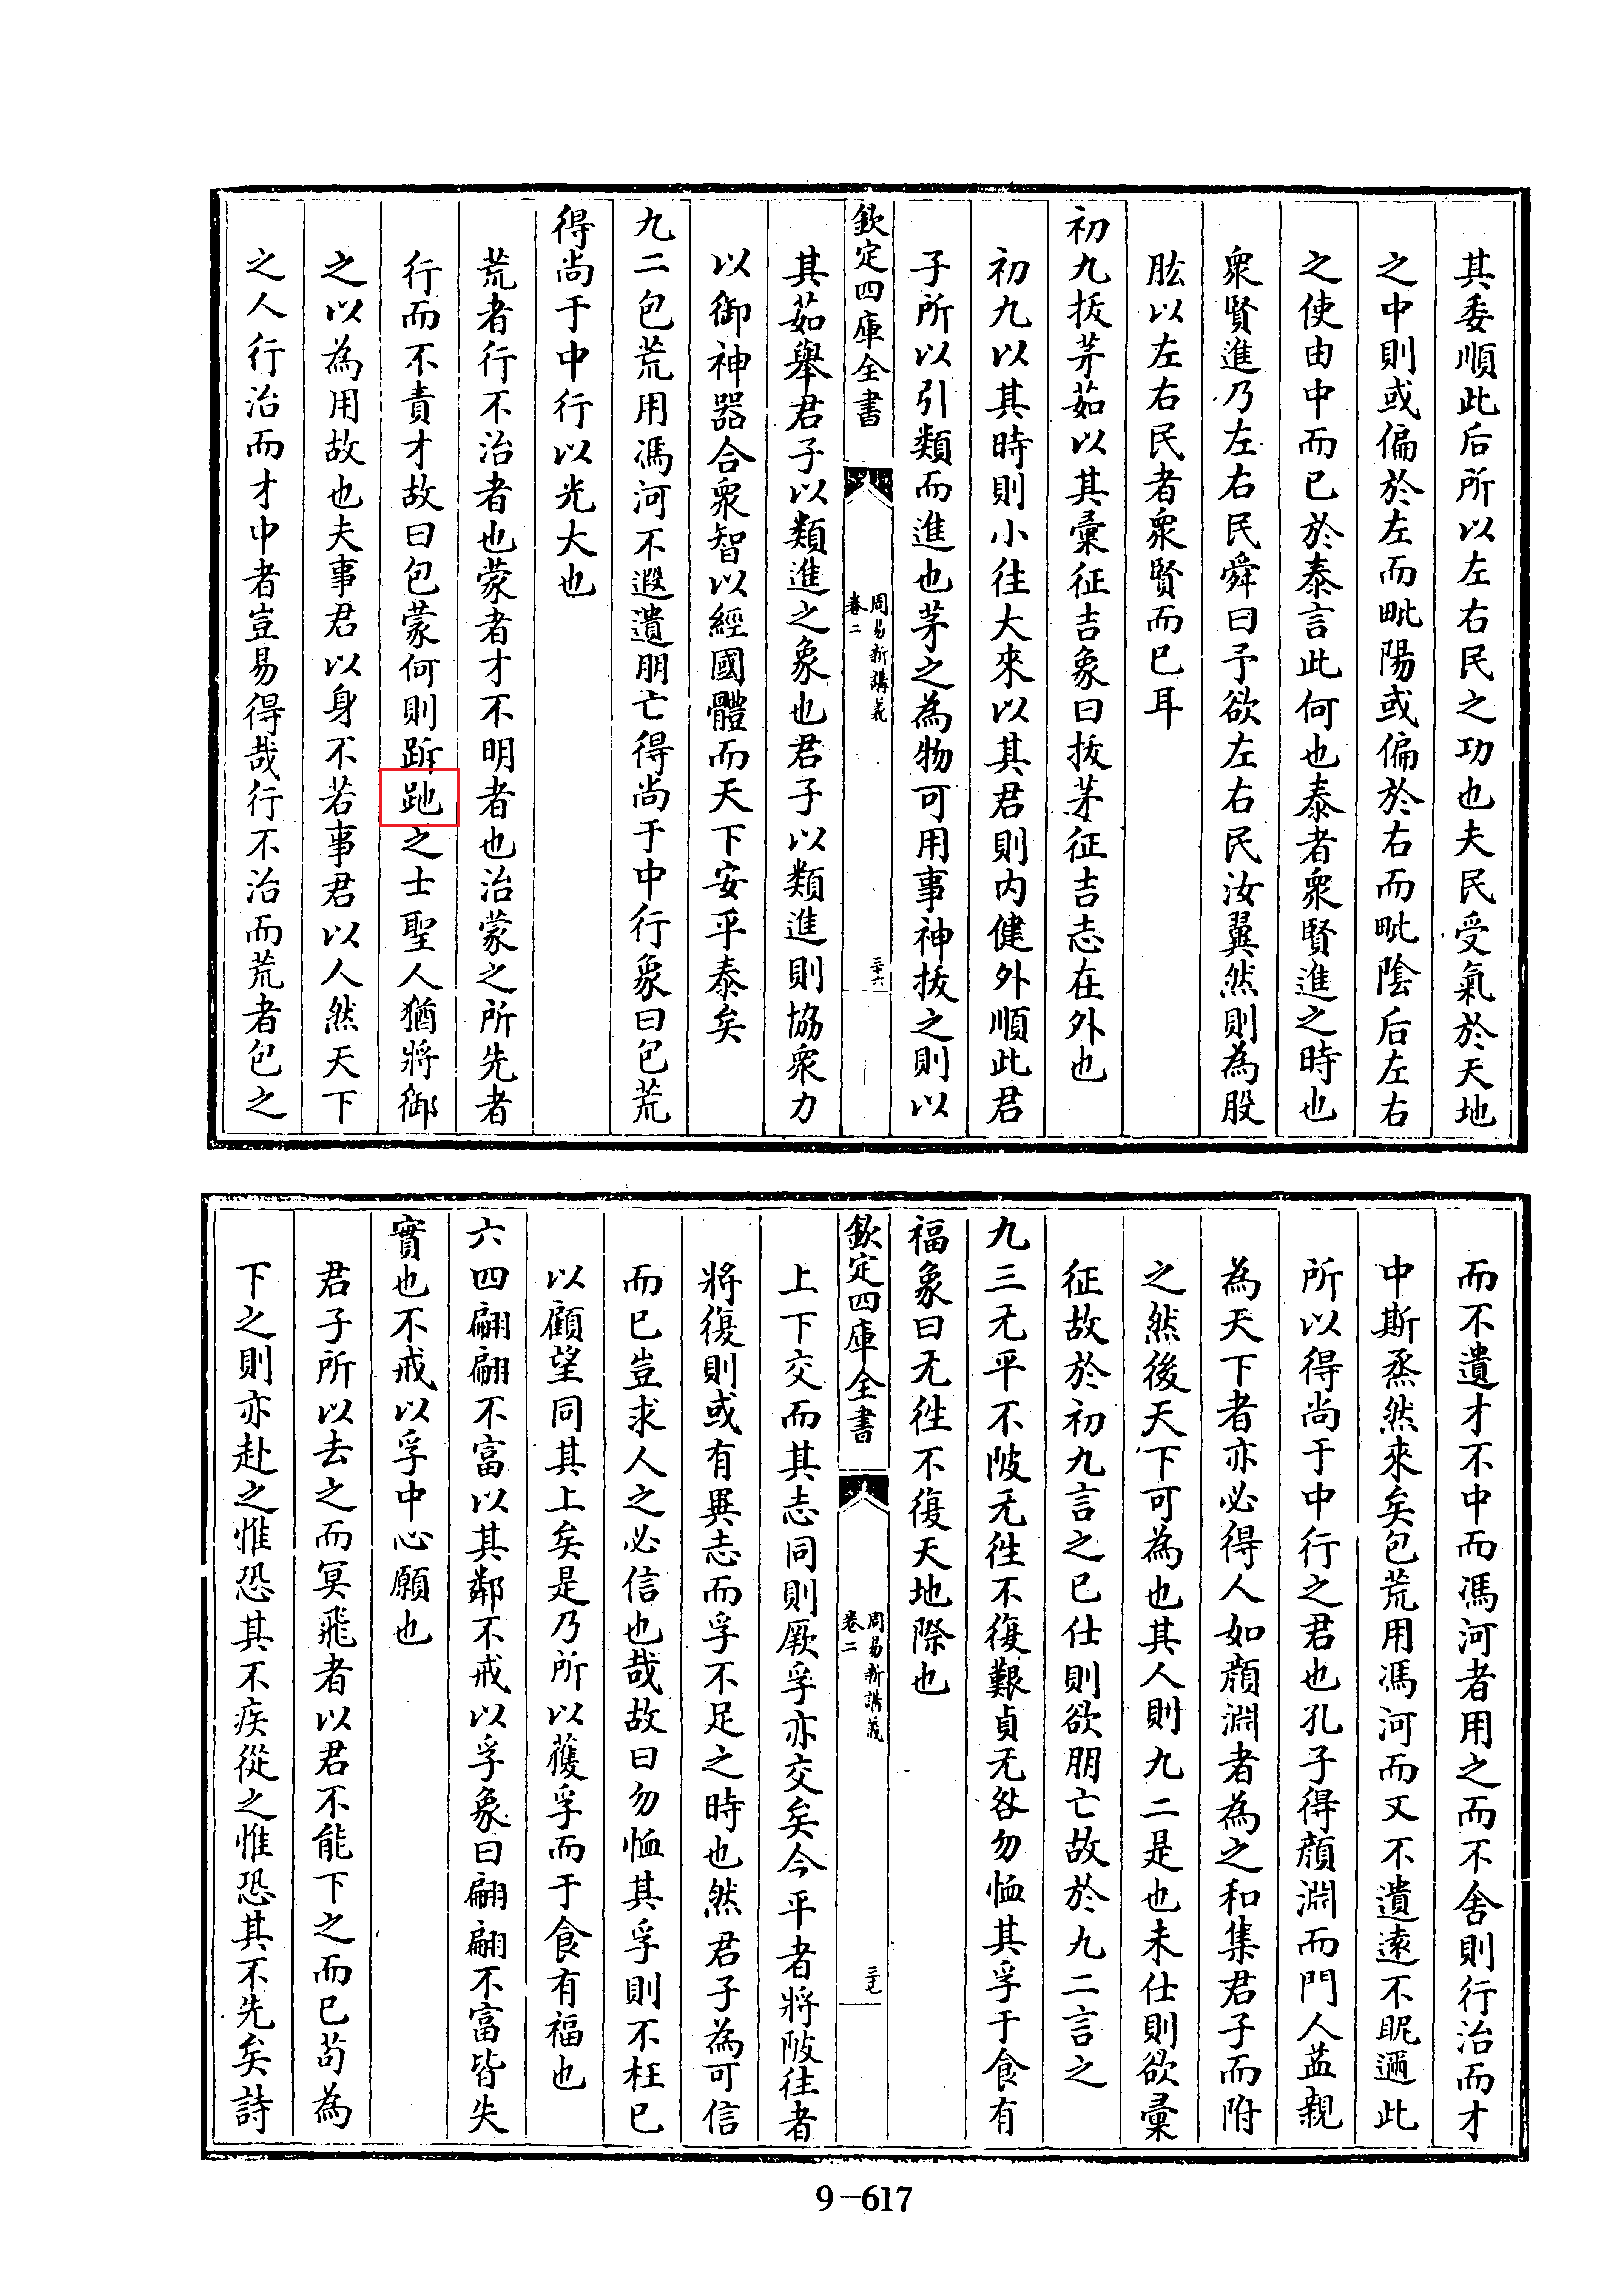 其委順此后所以左右民之功也夫民受氣於天地
之中則或偏於左而毗陽或偏於右而毗陰后左右
之使由中而已於泰言此何也泰者衆賢進之時也
衆賢進乃左右民舜曰予欲左右民汝翼然則為股
肱以左右民者衆賢而已耳
初九拔茅茹以其彙征吉象曰拔茅征吉志在外也
初九以其時則小往大來以其君則内健外順此君
子所以引類而進也茅之為物可用事神拔之則以
欽定四庫全書
周易新講義
卷二
三十六
其茹舉君子以類進之象也君子以類進則協衆力
以御神器合衆智以經國體而天下安乎泰矣
九二包荒用馮河不遐遺朋亡得尚于中行象曰包荒
得尚于中行以光大也
荒者行不治者也蒙者才不明者也治蒙之所先者
行而不責才故曰包蒙何則跅跎之士聖人猶將御
之以為用故也夫事君以身不若事君以人然天下
之人行治而才中者豈易得哉行不治而荒者包之
而不遺才不中而馮河者用之而不舍則行治而才
中斯烝然來矣包荒用馮河而又不遺遠不昵邇此
所以得尚于中行之君也孔子得顔淵而門人益親
為天下者亦必得人如顔淵者為之和集君子而附
之然後天下可為也其人則九二是也未仕則欲彙
征故於初九言之已仕則欲朋亡故於九二言之
九三无平不陂无往不復艱貞无咎勿恤其孚于食有
福象曰无往不復天地際也
欽定四庫全書
周易新講義
卷二
三十七
上下交而其志同則厥孚亦交矣今平者將陂往者
將復則或有異志而孚不足之時也然君子為可信
而已豈求人之必信也哉故曰勿恤其孚則不枉已
以顧望同其上矣是乃所以獲孚而于食有福也
六四翩翩不富以其鄰不戒以孚象曰翩翩不富皆失
實也不戒以孚中心願也
君子所以去之而冥飛者以君不能下之而已苟為
下之則亦赴之惟恐其不疾從之惟恐其不先矣詩
9-617